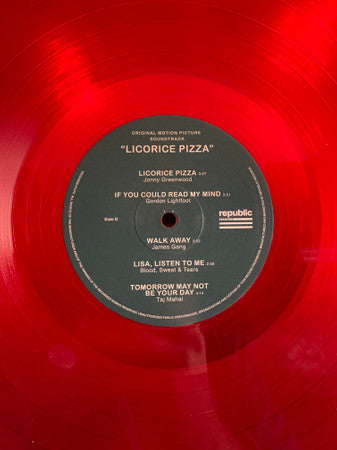 ORIGINAL MOTION PICTURE
SOUNDTRACK
"LICORICE PIZZA"
LICORICE PIZZA
Jonny Greenwood
IF YOU COULD READ MY MIND
Gordon Lightfoot
Side D
republic
WALK AWAY
James Gang
LISA, LISTEN TO ME
Blood, Sweat & Tears
TOMORROW MAY NOT
BE YOUR DAY
Taj Mahal